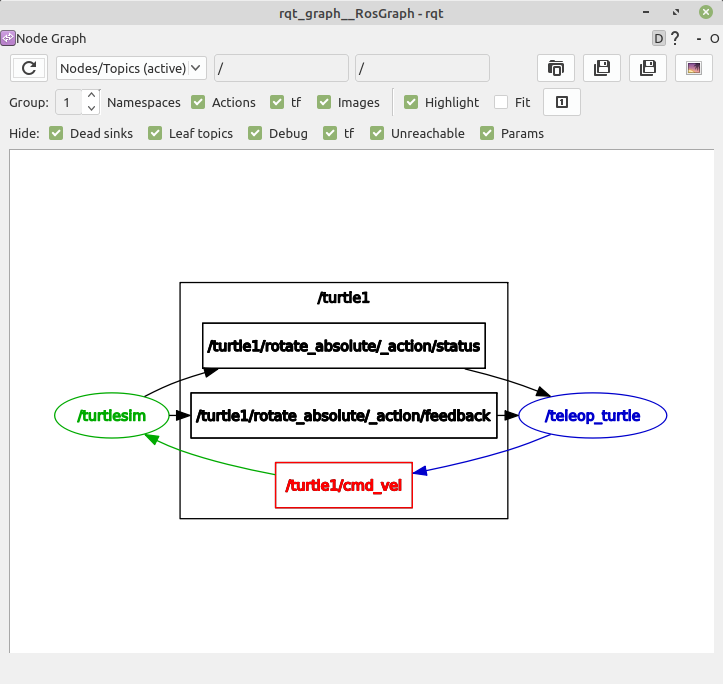 rqt_graph__RosGraph - rqt
Node Graph
D ? - O
Nodes/Topics (active) / /
Group: 1 Namespaces Actions tf Images Highlight Fit 1
Hide: Dead sinks Leaf topics Debug tf Unreachable Params
/turtle1
/turtle1/rotate_absolute/_action/status
/turtlesim /turtle1/rotate_absolute/_action/feedback /teleop_turtle
/turtle1/cmd_vel